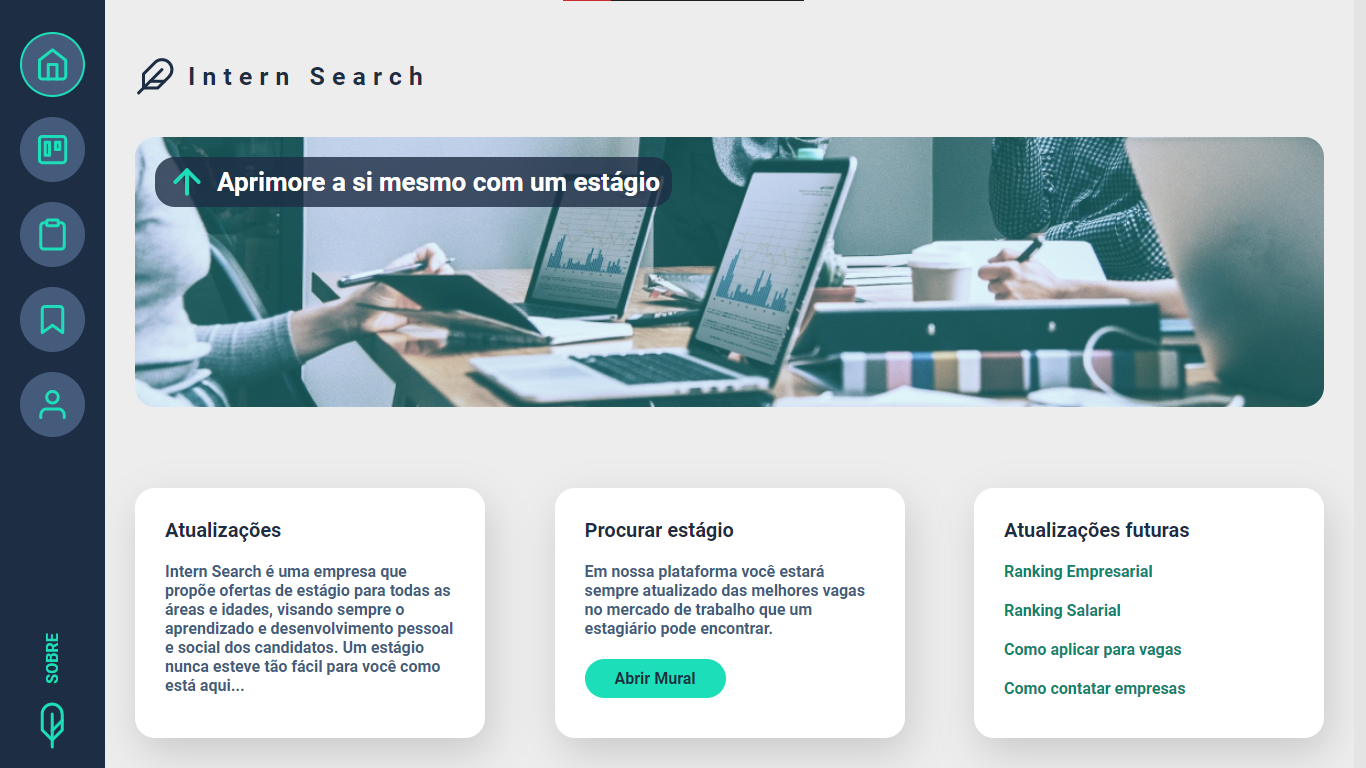 Intern Search
Aprimore a si mesmo com um estágio
Atualizações
Intern Search é uma empresa que
propõe ofertas de estágio para todas as
áreas e idades, visando sempre o
aprendizado e desenvolvimento pessoal
e social dos candidatos. Um estágio
nunca esteve tão fácil para você como
está aqui...
Procurar estágio
Em nossa plataforma você estará
sempre atualizado das melhores vagas
no mercado de trabalho que um
estagiário pode encontrar.
Abrir Mural
Atualizações futuras
Ranking Empresarial
Ranking Salarial
Como aplicar para vagas
Como contatar empresas
SOBRE